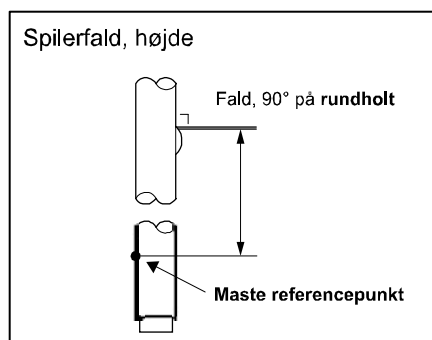 Spilerfald, højde
Fald, 90° på rundholt
Maste referencepunkt